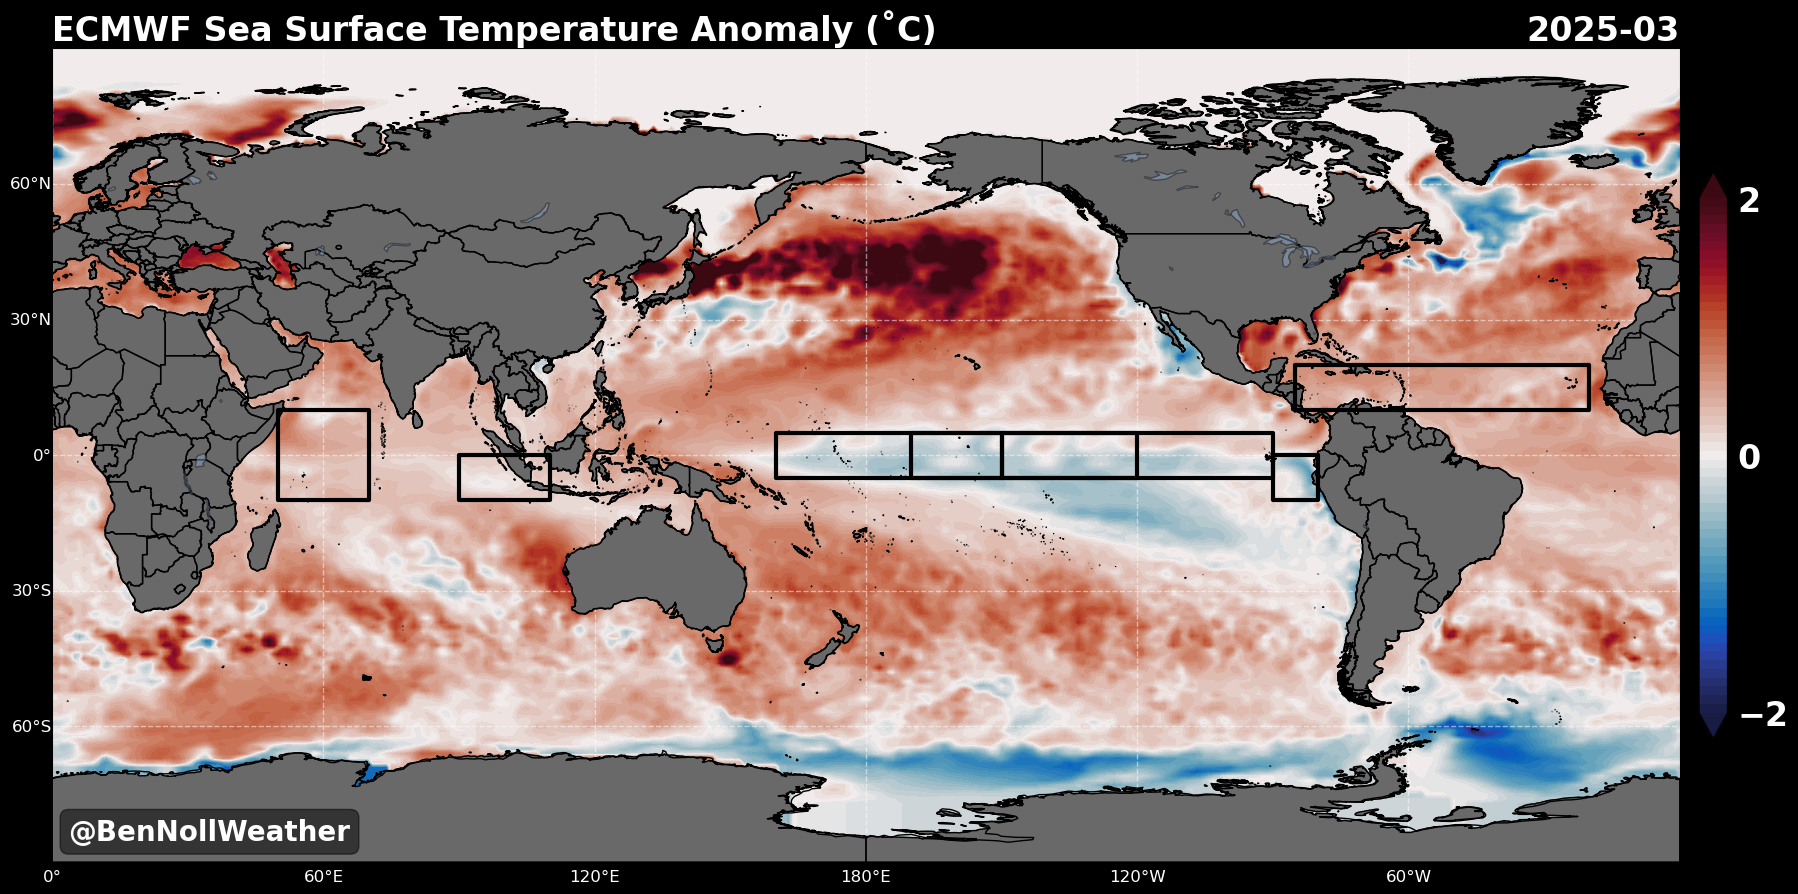 ECMWF Sea Surface Temperature Anomaly (˚C)
2025-03
60°N
30°N
0°
30°S
60°S
0°
60°E
120°E
180°E
120°W
60°W
2
0
−2
@BenNollWeather